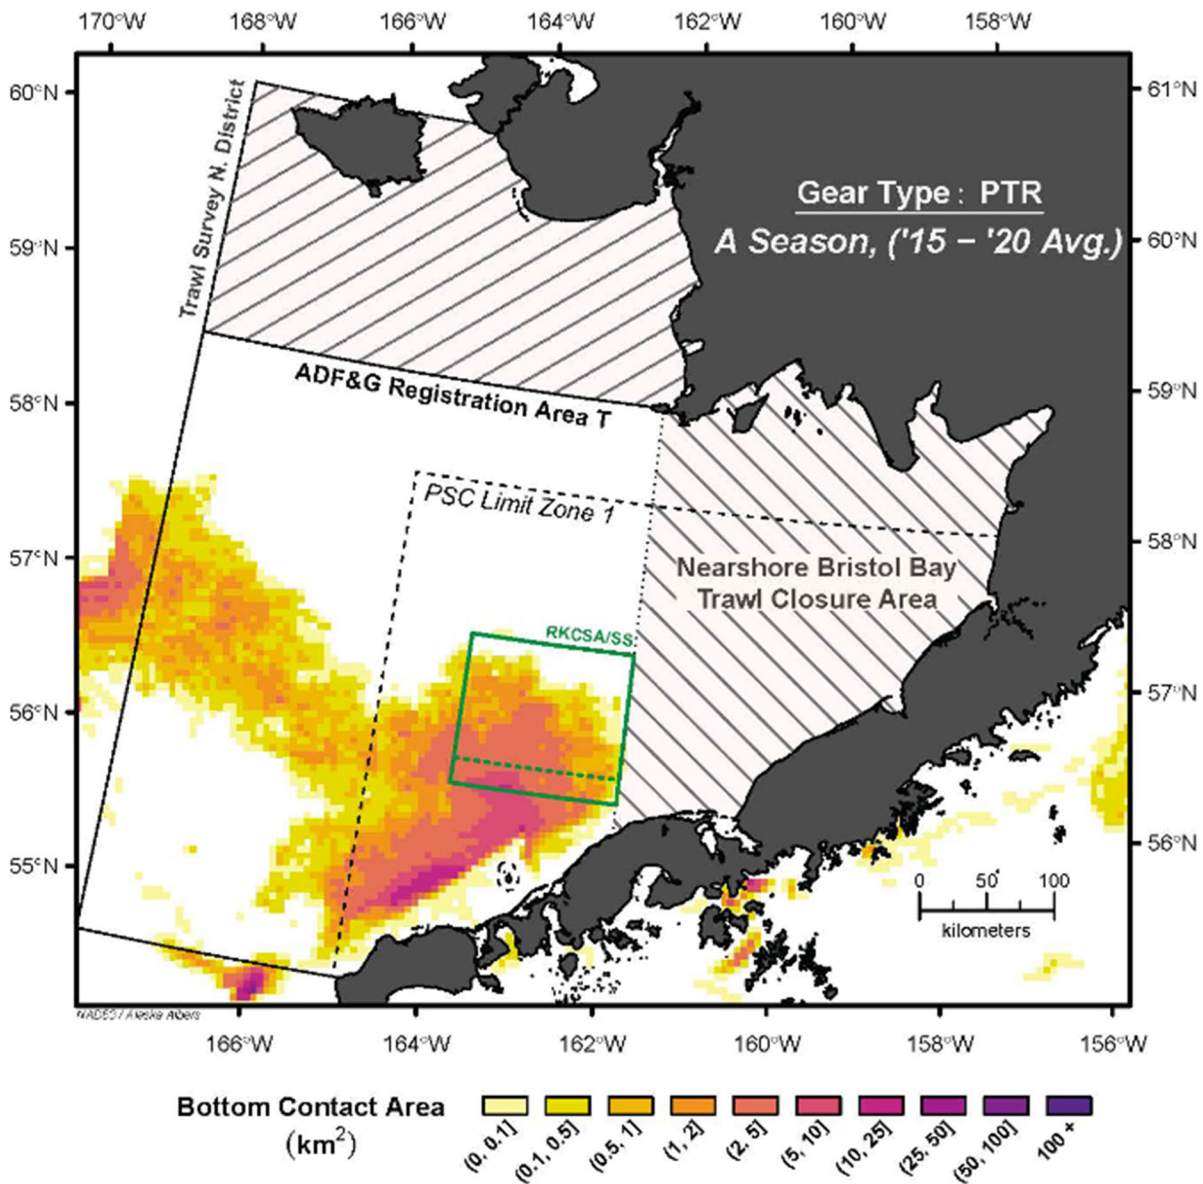 170°W 168°W 166°W 164°W 162°W 160°W 158°W
60°N
61°N
Trawl Survey N. District
Gear Type : PTR
A Season, ('15 – '20 Avg.)
59°N
60°N
ADF&G Registration Area T
58°N
59°N
PSC Limit Zone 1
57°N
58°N
Nearshore Bristol Bay
Trawl Closure Area
RKCSA/SS
56°N
57°N
55°N
56°N
0 50 100
kilometers
NAD83 / Alaska Albers
166°W 164°W 162°W 160°W 158°W 156°W
Bottom Contact Area
(km²)
(0, 0.1] (0.1, 0.5] (0.5, 1] (1, 2] (2, 5] (5, 10] (10, 25] (25, 50] (50, 100] 100 +